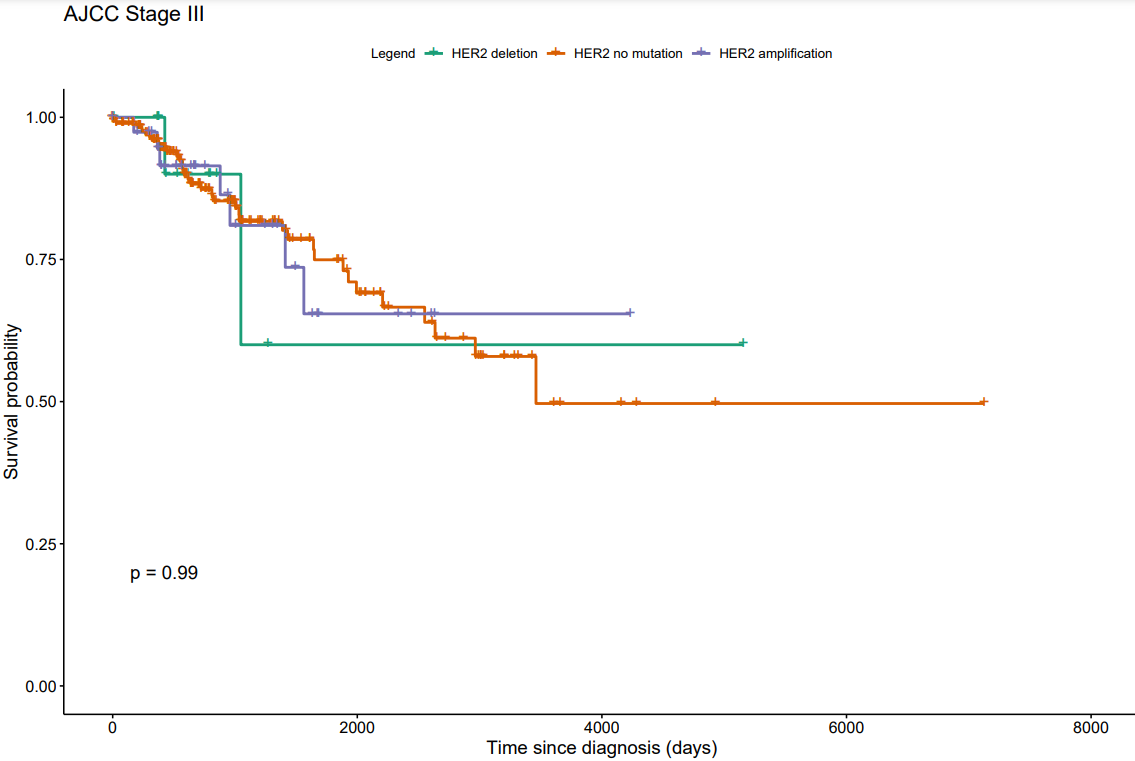 AJCC Stage III
Legend HER2 deletion HER2 no mutation HER2 amplification
1.00
0.75
0.50
0.25
0.00
Survival probability
p = 0.99
0 2000 4000 6000 8000
Time since diagnosis (days)